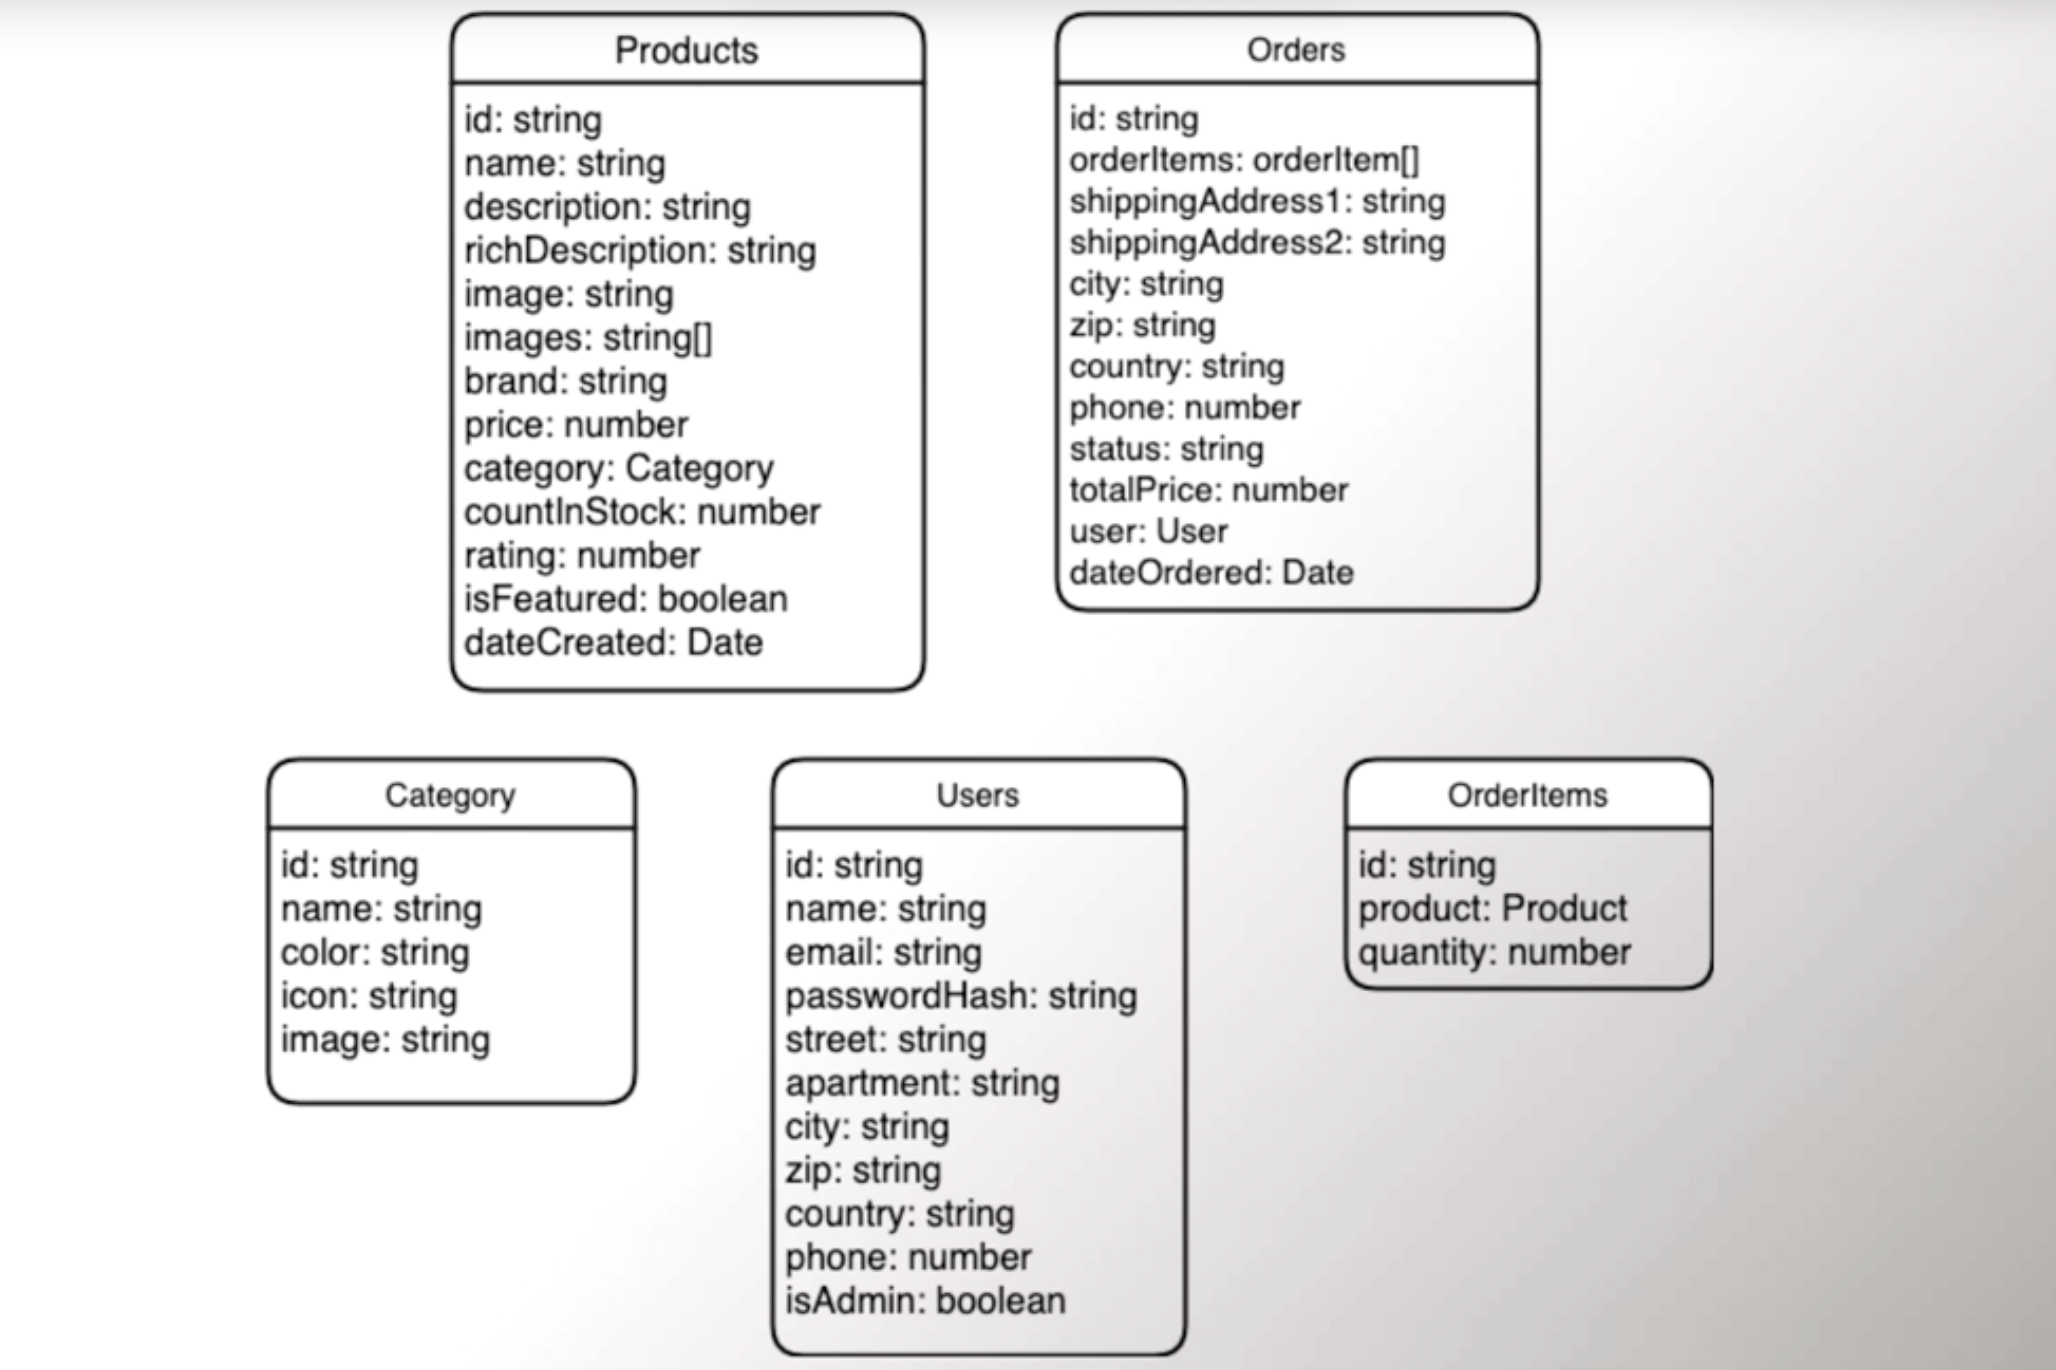 Products
id: string
name: string
description: string
richDescription: string
image: string
images: string[]
brand: string
price: number
category: Category
countInStock: number
rating: number
isFeatured: boolean
dateCreated: Date
Orders
id: string
orderItems: orderItem[]
shippingAddress1: string
shippingAddress2: string
city: string
zip: string
country: string
phone: number
status: string
totalPrice: number
user: User
dateOrdered: Date
Category
id: string
name: string
color: string
icon: string
image: string
Users
id: string
name: string
email: string
passwordHash: string
street: string
apartment: string
city: string
zip: string
country: string
phone: number
isAdmin: boolean
OrderItems
id: string
product: Product
quantity: number